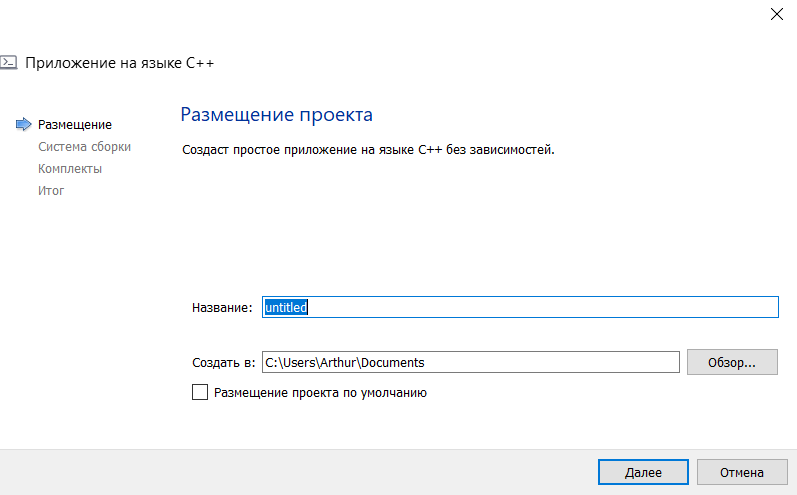 Приложение на языке C++
Размещение
Система сборки
Комплекты
Итог
Размещение проекта
Создаст простое приложение на языке C++ без зависимостей.
Название: untitled
Создать в: C:\Users\Arthur\Documents Обзор...
Размещение проекта по умолчанию
Далее Отмена